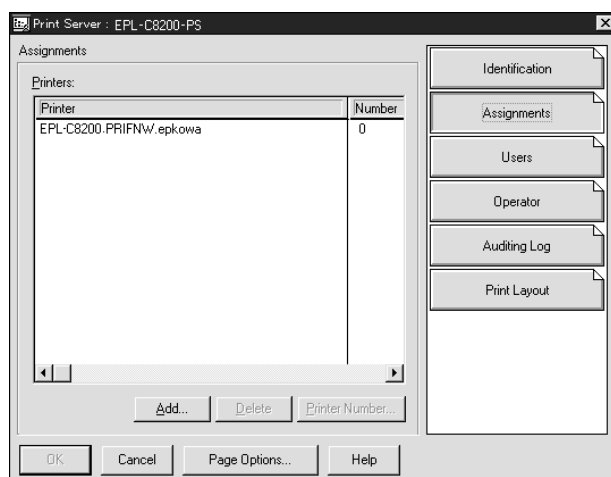 Print Server : EPL-C8200-PS
Assignments
Printers:
Printer Number
EPL-C8200.PRIFNW.epkowa 0
Add... Delete Printer Number...
OK Cancel Page Options... Help
Identification
Assignments
Users
Operator
Auditing Log
Print Layout